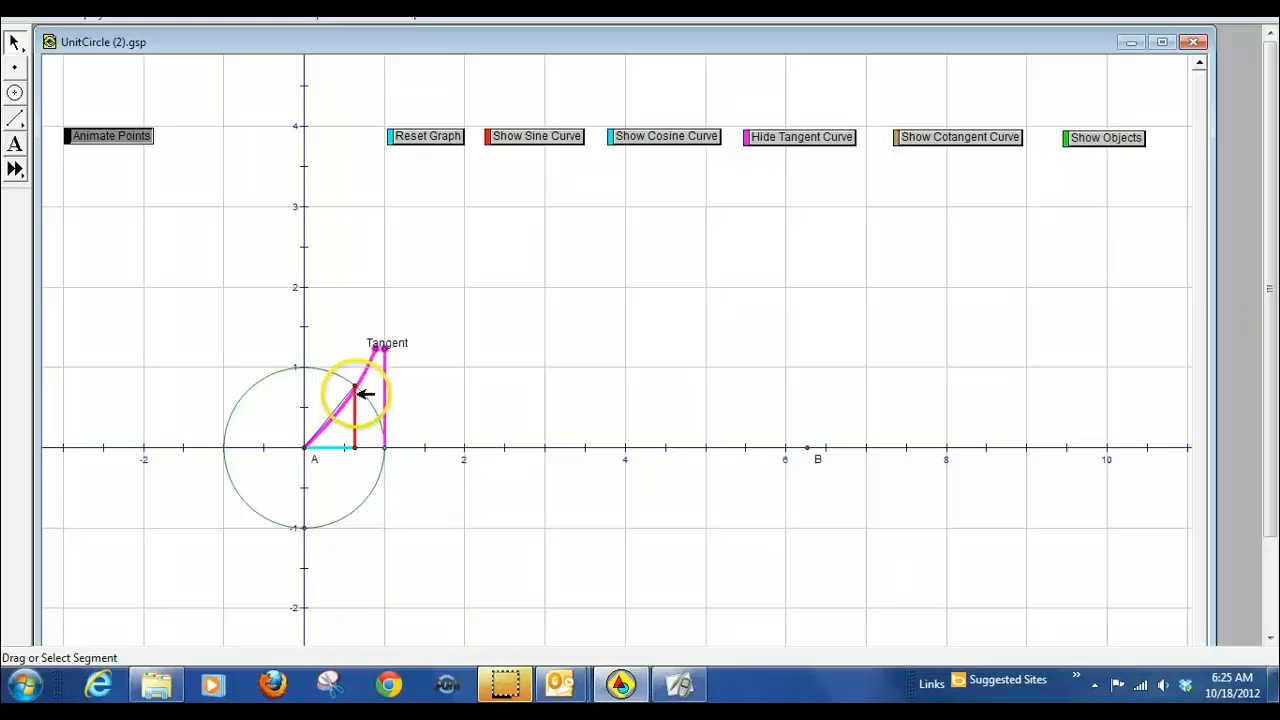 UnitCircle (2).gsp
Animate Points
Reset Graph
Show Sine Curve
Show Cosine Curve
Hide Tangent Curve
Show Cotangent Curve
Show Objects
A
4
3
2
Tangent
1
-2
A
2
4
6
B
8
10
-1
-2
Drag or Select Segment
Links
Suggested Sites
6:25 AM
10/18/2012